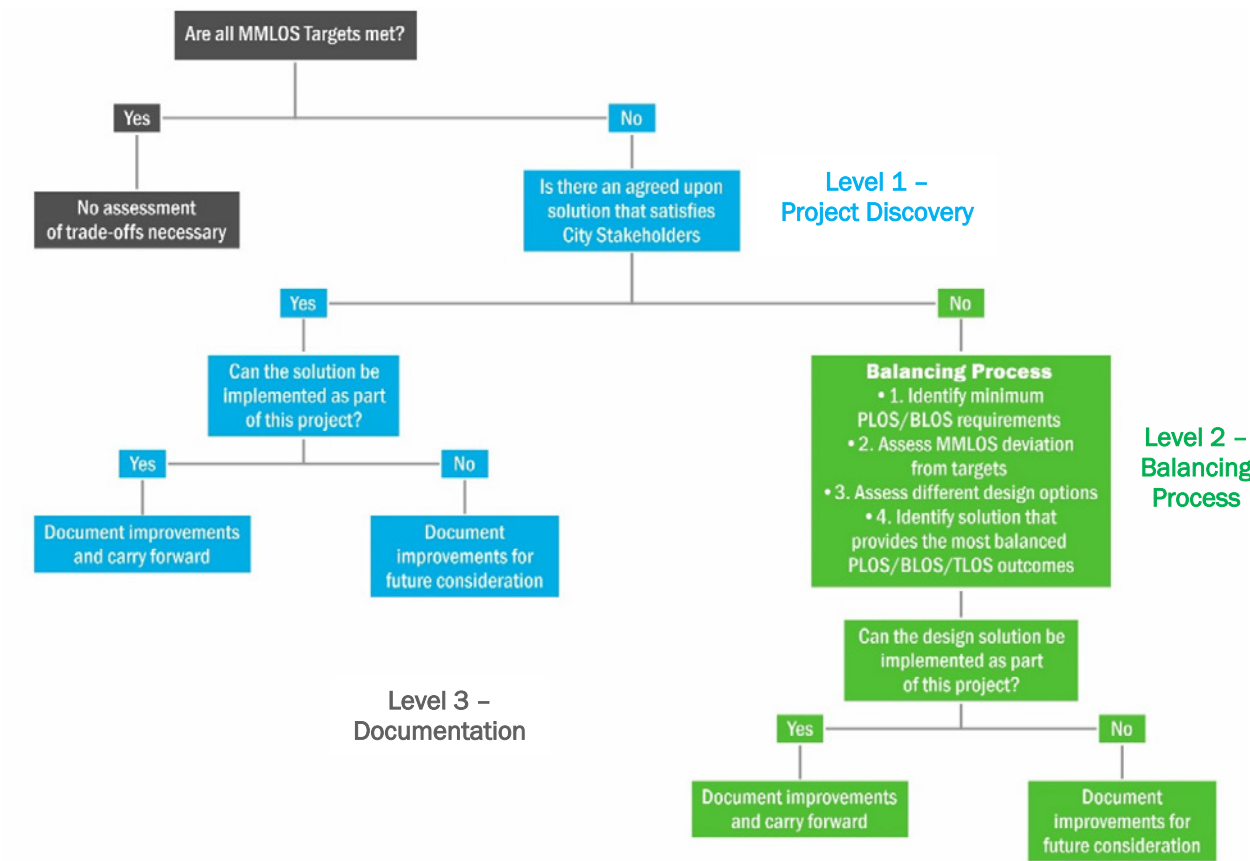 Are all MMLOS Targets met?
Yes
No
No assessment
of trade-offs necessary
Is there an agreed upon
solution that satisfies
City Stakeholders
Level 1 –
Project Discovery
Yes
No
Can the solution be
implemented as part
of this project?
Balancing Process
• 1. Identify minimum
PLOS/BLOS requirements
• 2. Assess MMLOS deviation
from targets
• 3. Assess different design options
• 4. Identify solution that
provides the most balanced
PLOS/BLOS/TLOS outcomes
Level 2 –
Balancing
Process
Yes
No
Document improvements
and carry forward
Document
improvements for
future consideration
Can the design solution be
implemented as part
of this project?
Level 3 –
Documentation
Yes
No
Document improvements
and carry forward
Document
improvements for
future consideration